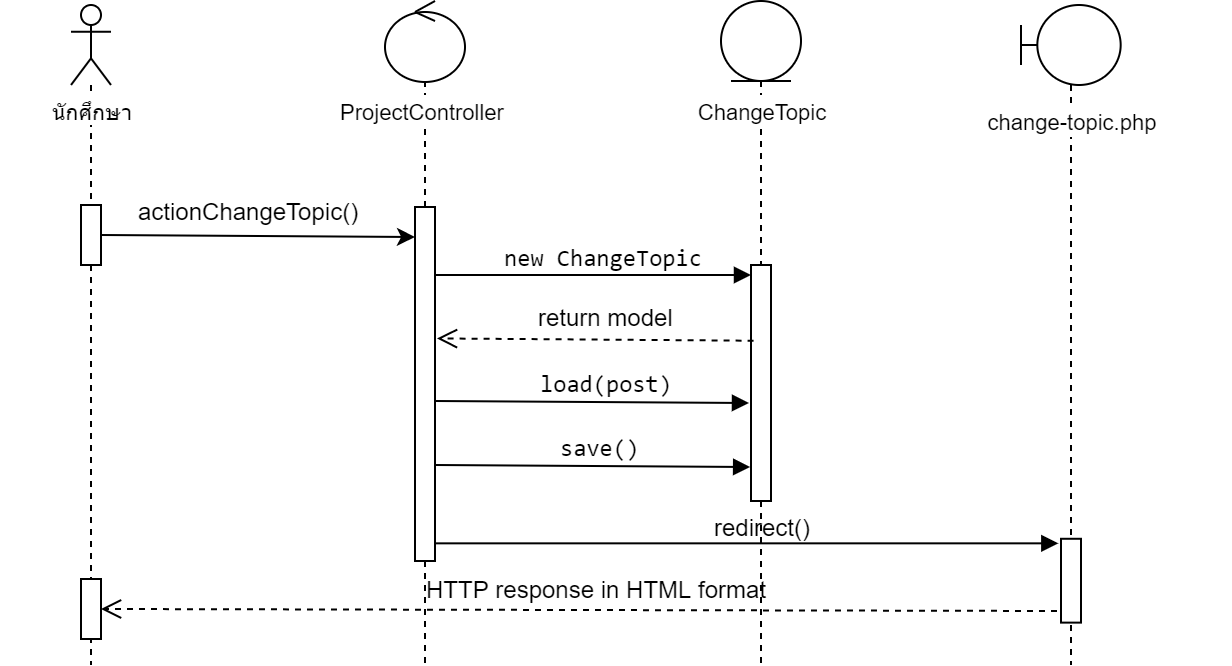 นักศึกษา
ProjectController
ChangeTopic
change-topic.php
actionChangeTopic()
new ChangeTopic
return model
load(post)
save()
redirect()
HTTP response in HTML format